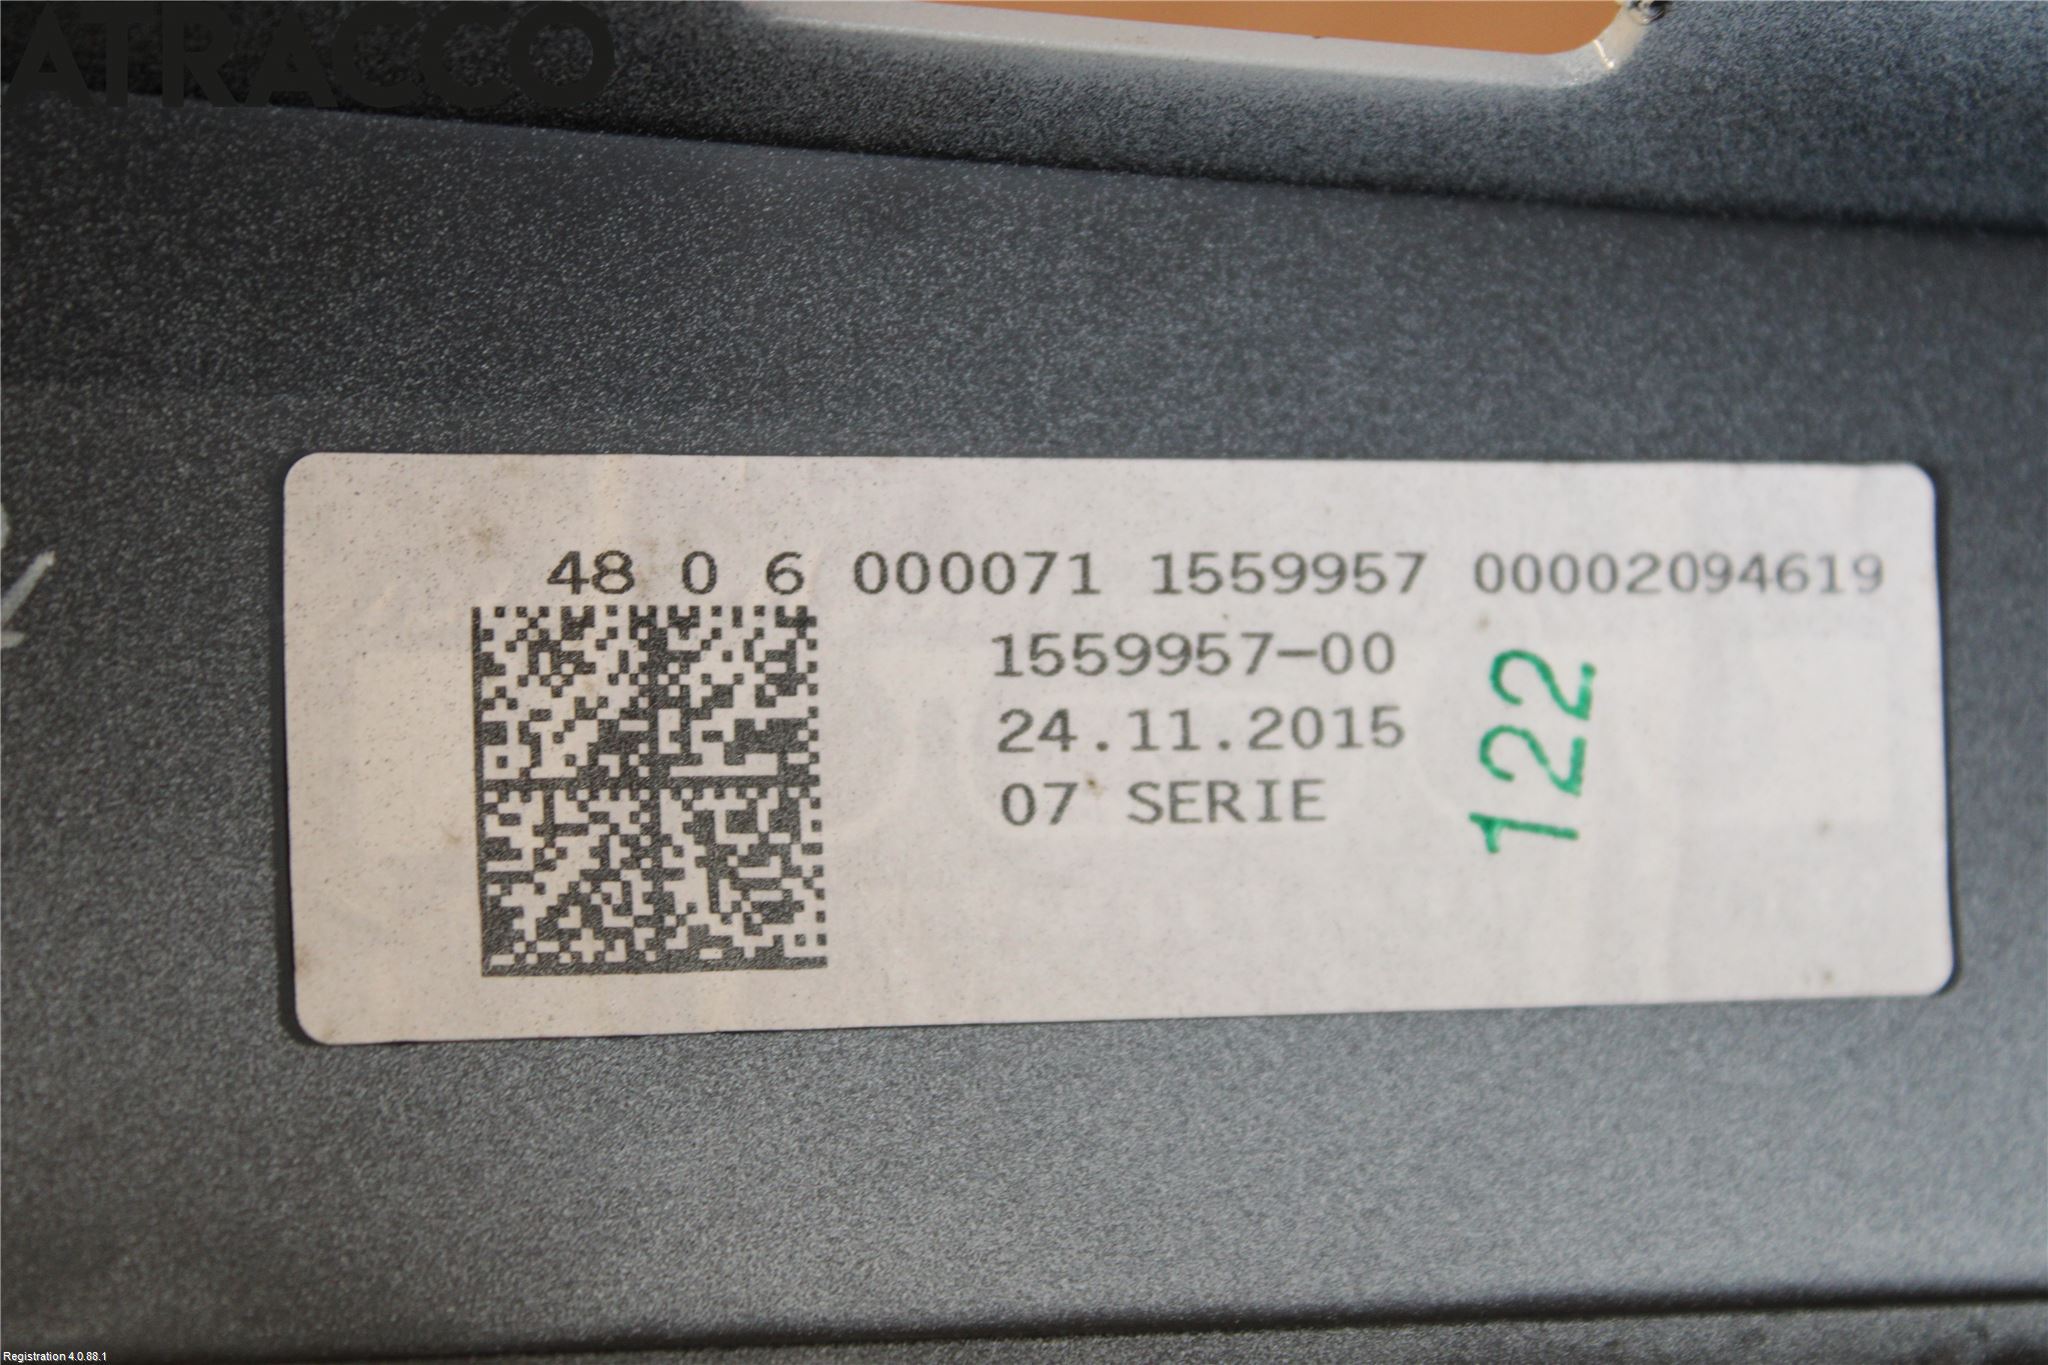 ATRACCO
48 0 6 000071 1559957 00002094619
1559957-00
24.11.2015
07 SERIE
122
Registration 4.0.88.1